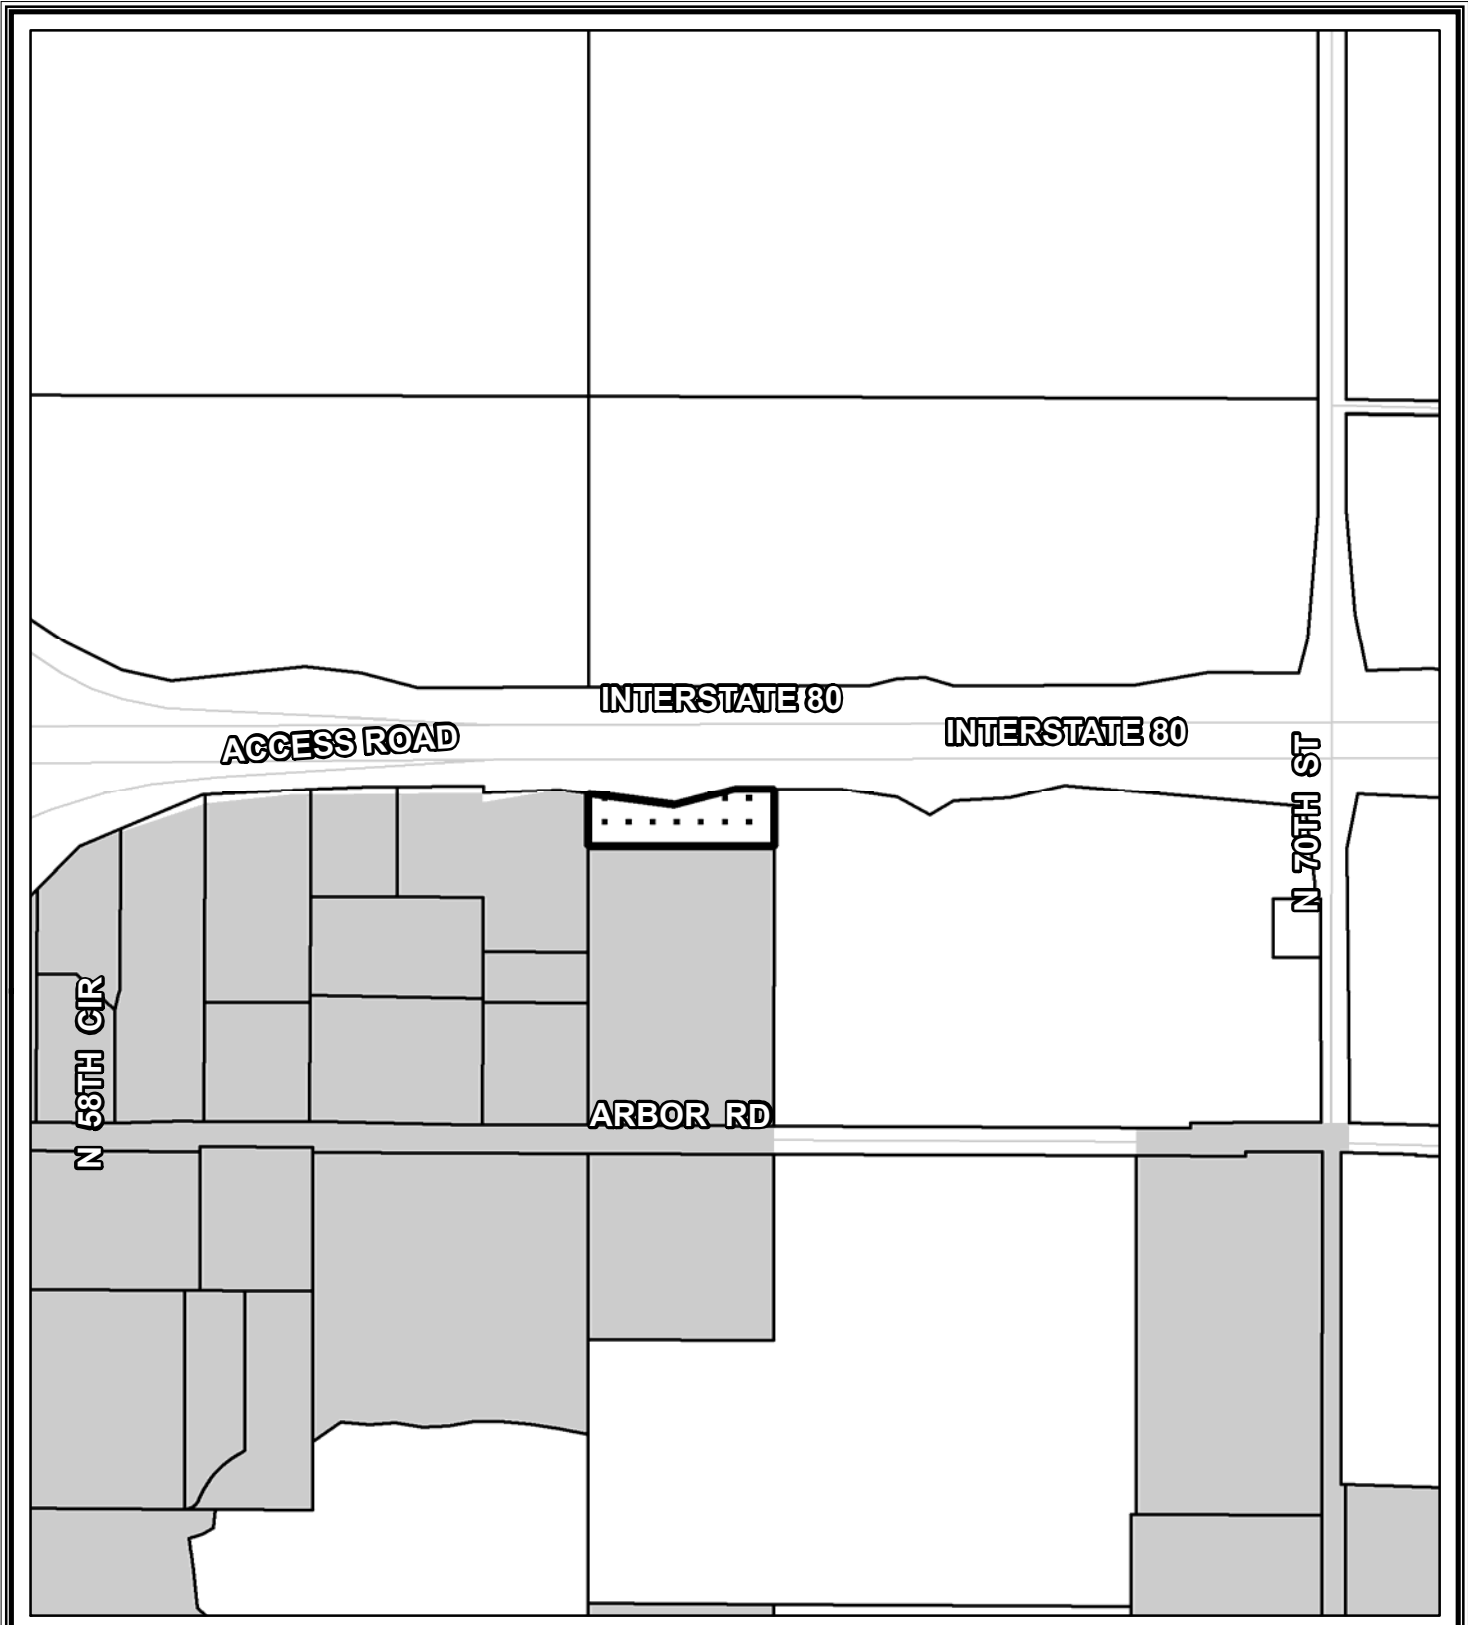 INTERSTATE 80
INTERSTATE 80
ACCESS ROAD
N 70TH ST
N 58TH CIR
ARBOR RD